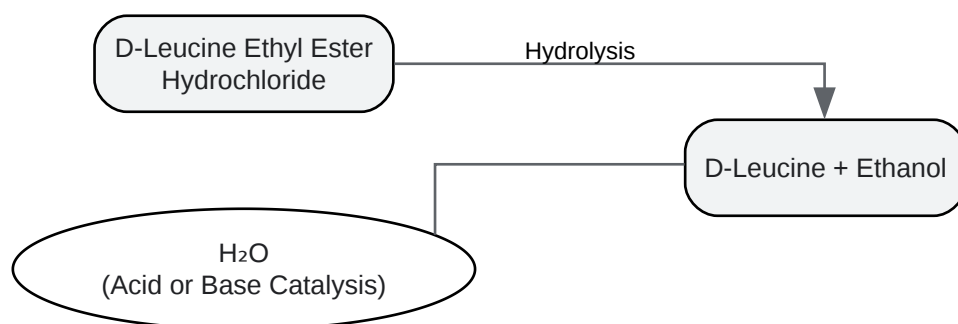 D-Leucine Ethyl Ester
Hydrochloride
Hydrolysis
D-Leucine + Ethanol
H₂O
(Acid or Base Catalysis)